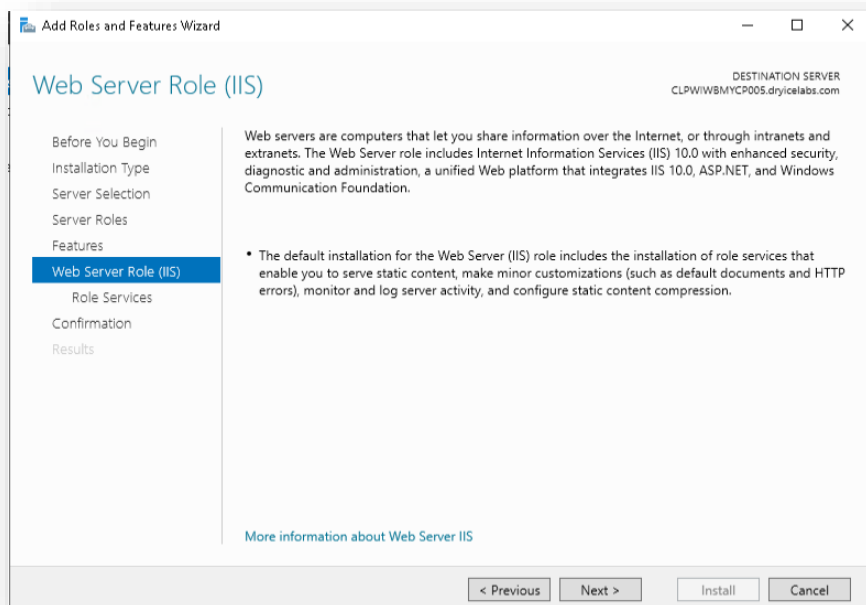 Add Roles and Features Wizard
Web Server Role (IIS)
DESTINATION SERVER
CLPWIWBMYCP005.dryicelabs.com
Before You Begin
Installation Type
Server Selection
Server Roles
Features
Web Server Role (IIS)
Role Services
Confirmation
Results
Web servers are computers that let you share information over the Internet, or through intranets and
extranets. The Web Server role includes Internet Information Services (IIS) 10.0 with enhanced security,
diagnostic and administration, a unified Web platform that integrates IIS 10.0, ASP.NET, and Windows
Communication Foundation.
• The default installation for the Web Server (IIS) role includes the installation of role services that
enable you to serve static content, make minor customizations (such as default documents and HTTP
errors), monitor and log server activity, and configure static content compression.
More information about Web Server IIS
< Previous
Next >
Install
Cancel